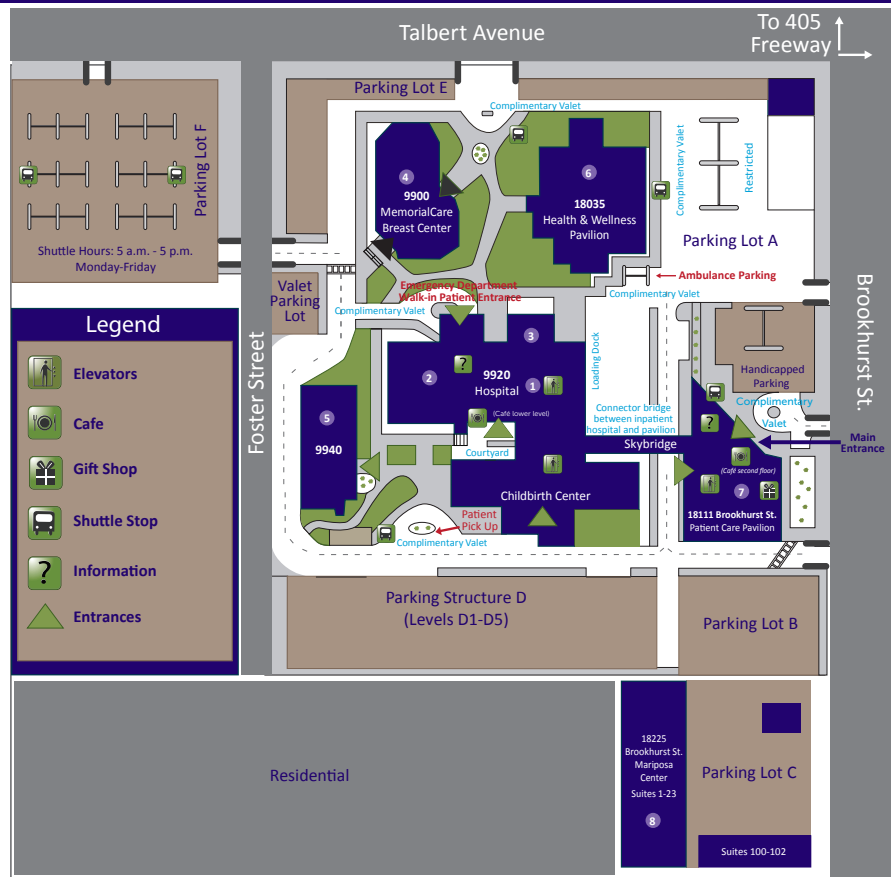 Talbert Avenue
To 405
Freeway
Parking Lot E
Complimentary Valet
Parking Lot F
Shuttle Hours: 5 a.m. - 5 p.m.
Monday-Friday
4
9900
MemorialCare
Breast Center
6
18035
Health & Wellness
Pavilion
Complimentary Valet
Restricted
Parking Lot A
Ambulance Parking
Complimentary Valet
Valet
Parking
Lot
Emergency Department
Walk-in Patient Entrance
Complimentary Valet
Foster Street
Brookhurst St.
Legend
Elevators
Cafe
Gift Shop
Shuttle Stop
?
Information
Entrances
3
?
2
9920
Hospital
1
(Café lower level)
Courtyard
Loading Dock
Connector bridge
between inpatient
hospital and pavilion
Skybridge
Handicapped
Parking
Complimentary
Valet
Main
Entrance
?
(Café second floor)
7
18111 Brookhurst St.
Patient Care Pavilion
5
9940
Childbirth Center
Patient
Pick Up
Complimentary Valet
Parking Structure D
(Levels D1-D5)
Parking Lot B
Residential
18225
Brookhurst St.
Mariposa
Center
Suites 1-23
8
Parking Lot C
Suites 100-102